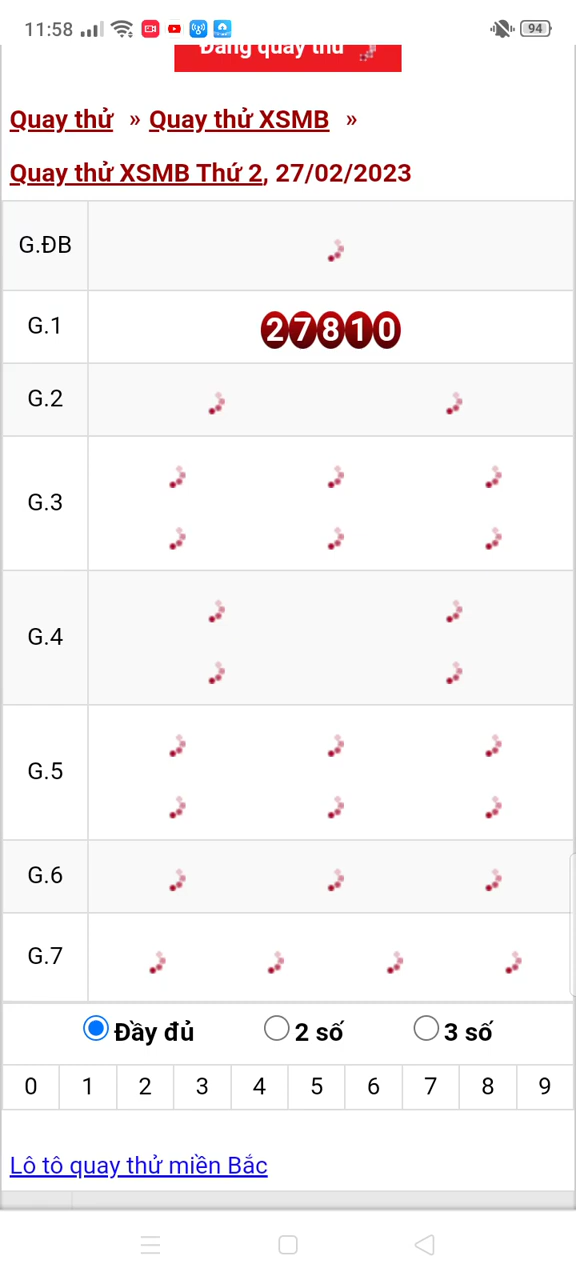 11:58
94
Đang quay thử
Quay thử » Quay thử XSMB »
Quay thử XSMB Thứ 2, 27/02/2023
G.ĐB
G.1 27810
G.2
G.3
G.4
G.5
G.6
G.7
Đầy đủ 2 số 3 số
0 1 2 3 4 5 6 7 8 9
Lô tô quay thử miền Bắc